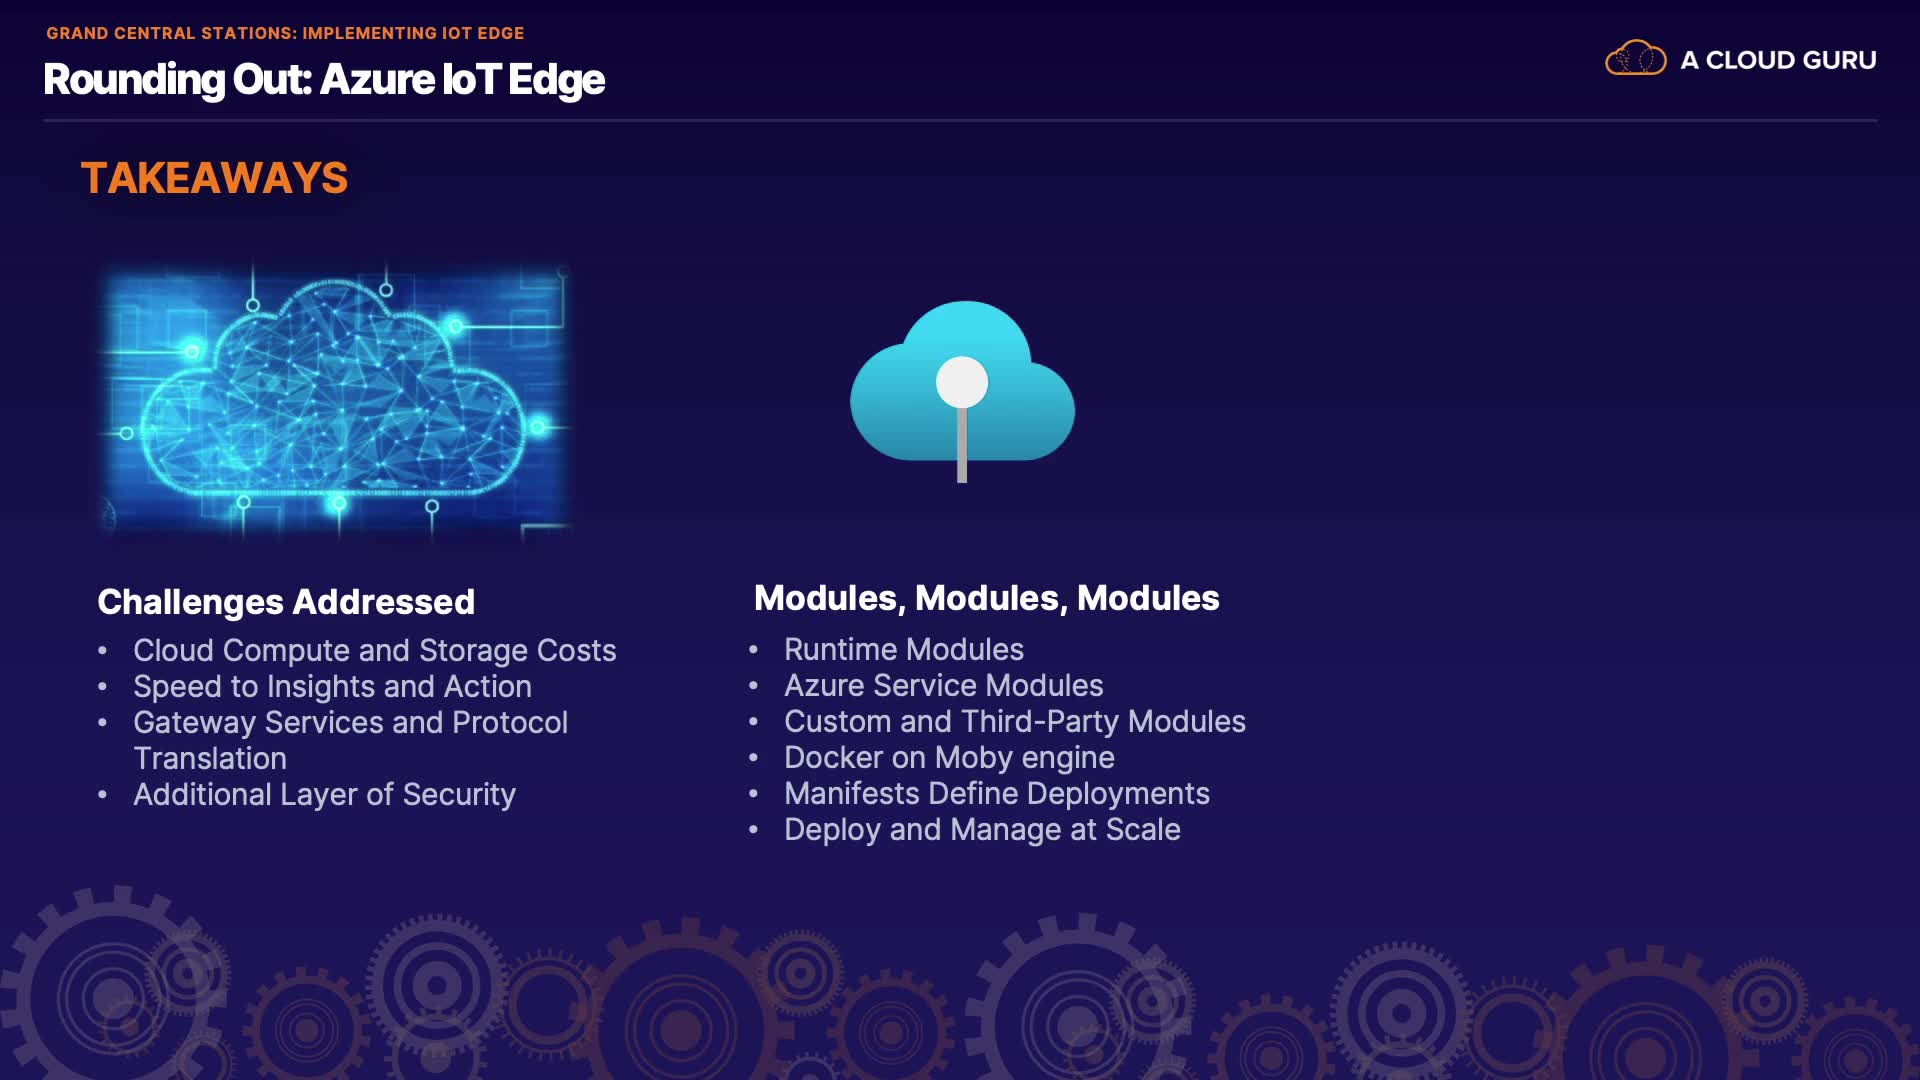 GRAND CENTRAL STATIONS: IMPLEMENTING IOT EDGE
Rounding Out: Azure IoT Edge
A CLOUD GURU
TAKEAWAYS
Challenges Addressed
• Cloud Compute and Storage Costs
• Speed to Insights and Action
• Gateway Services and Protocol
Translation
• Additional Layer of Security
Modules, Modules, Modules
• Runtime Modules
• Azure Service Modules
• Custom and Third-Party Modules
• Docker on Moby engine
• Manifests Define Deployments
• Deploy and Manage at Scale